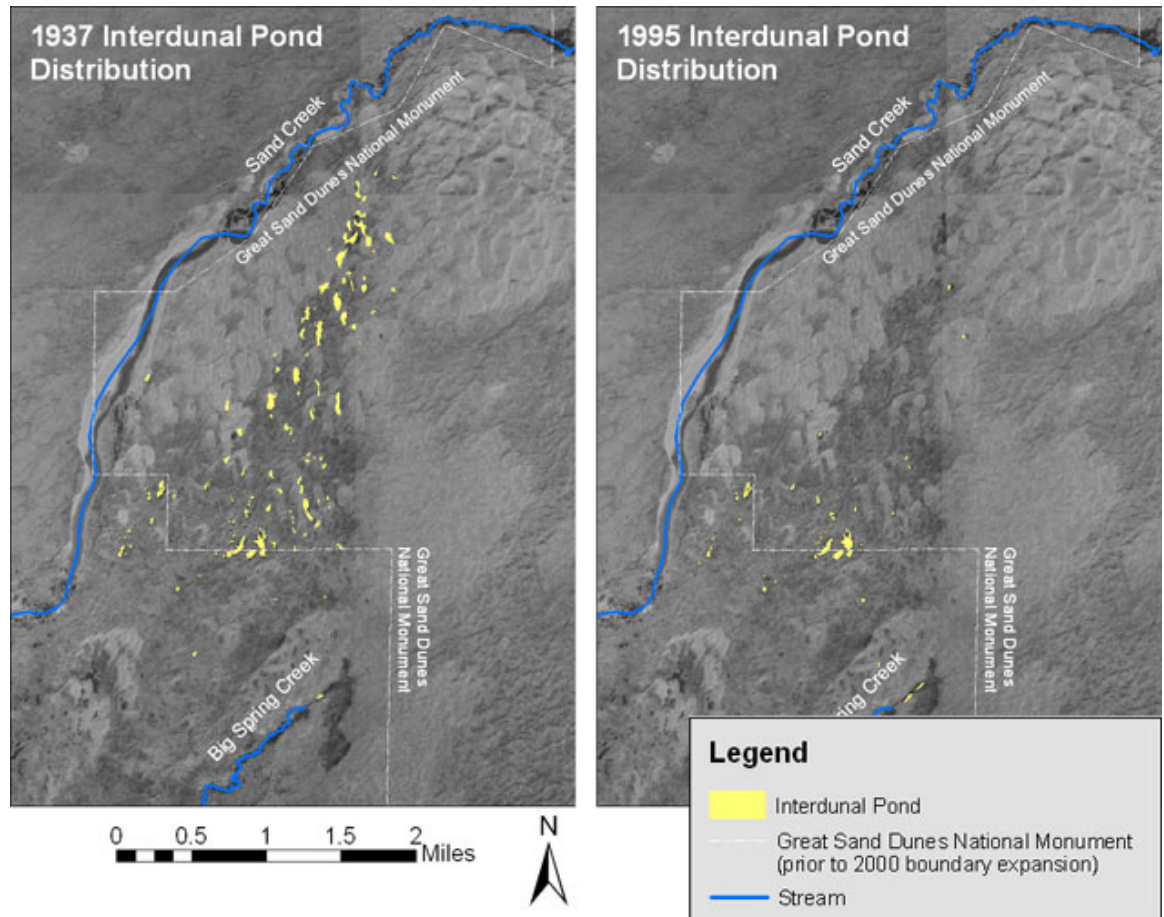 1937 Interdunal Pond
Distribution
Sand Creek
Great Sand Dunes National Monument
Great Sand Dunes
National Monument
Big Spring Creek
1995 Interdunal Pond
Distribution
Sand Creek
Great Sand Dunes National Monument
Great Sand Dunes
National Monument
ring Creek
0 0.5 1 1.5 2
Miles
N
Legend
Interdunal Pond
Great Sand Dunes National Monument
(prior to 2000 boundary expansion)
Stream